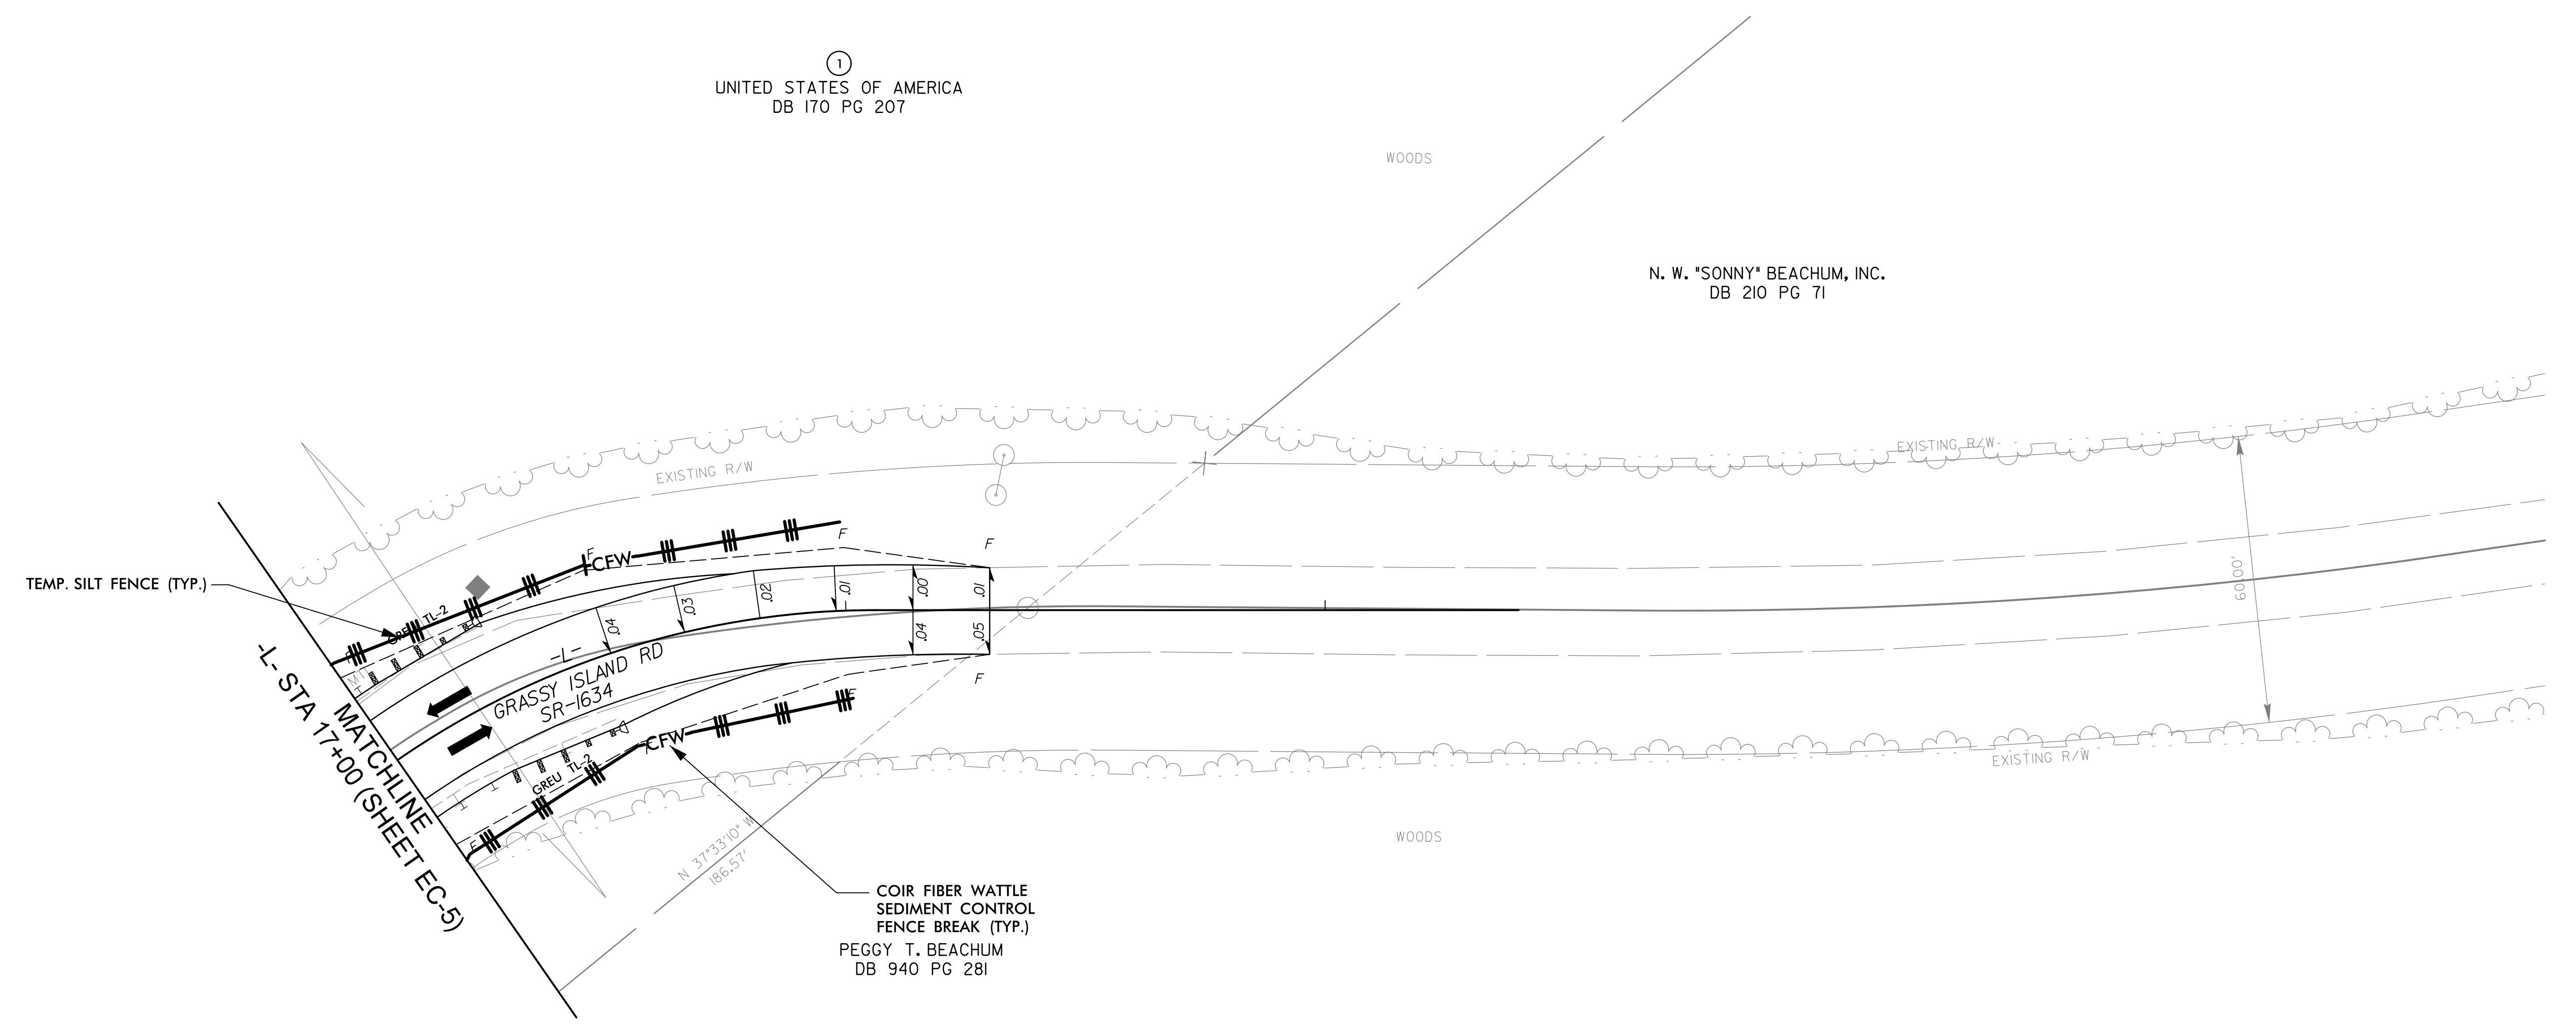 1
UNITED STATES OF AMERICA
DB 170 PG 207
WOODS
N. W. "SONNY" BEACHUM, INC.
DB 210 PG 71
EXISTING R/W
EXISTING R/W
F
F
F
CFW
TEMP. SILT FENCE (TYP.)
GREU TL-2
F
.04
.03
.02
.01
.00
.01
.04
.05
60.00'
-L-
GRASSY ISLAND RD
SR-1634
F
F
F
CFW
GREU TL-2
F
EXISTING R/W
MATCHLINE
-L- STA 17+00 (SHEET EC-5)
N 37°33'10" W
186.57'
WOODS
COIR FIBER WATTLE
SEDIMENT CONTROL
FENCE BREAK (TYP.)
PEGGY T. BEACHUM
DB 940 PG 281